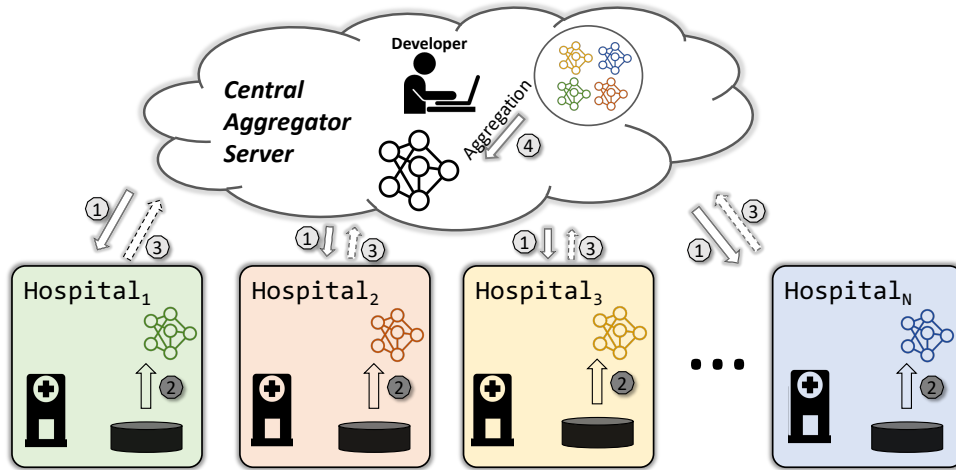 Developer
Central
Aggregator
Server
Aggregation
4
1
3
1
3
1
3
1
3
Hospital₁
Hospital₂
Hospital₃
Hospital_N
...
2
2
2
2